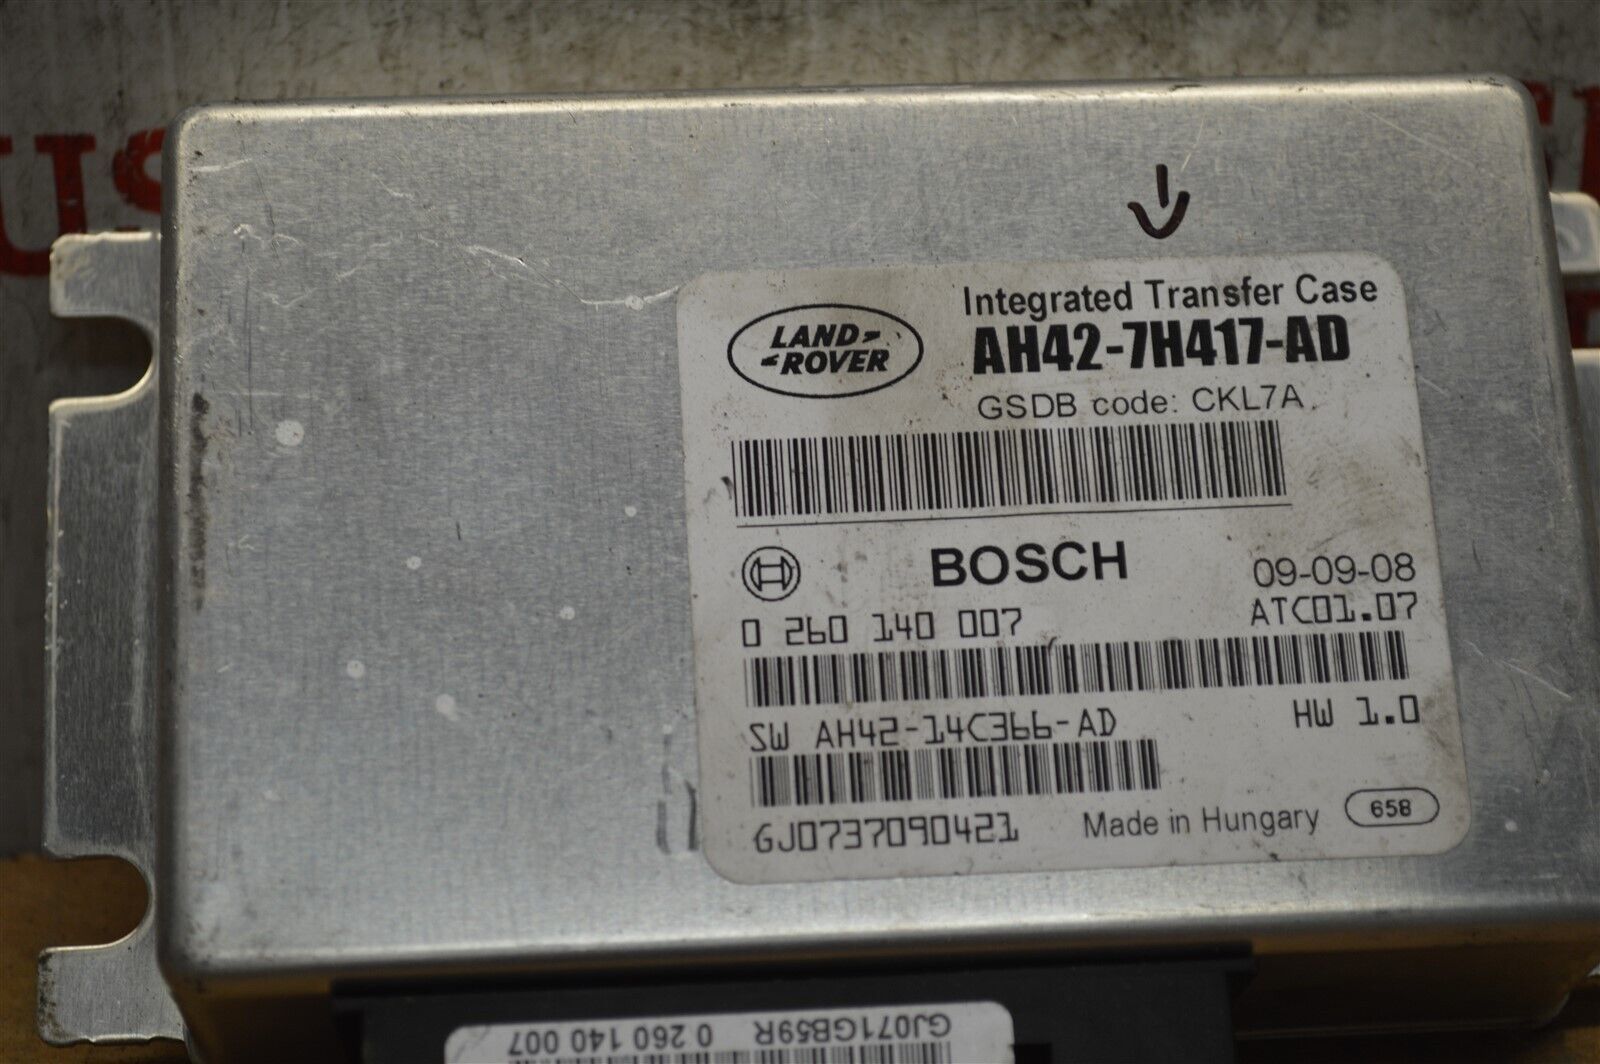 US
LAND
ROVER
Integrated Transfer Case
AH42-7H417-AD
GSDB code: CKL7A
BOSCH
09-09-08
0 260 140 007
ATC01.07
SW AH42-14C366-AD
HW 1.0
GJ0737090421
Made in Hungary
658
GJ071GB59R 0 260 140 007